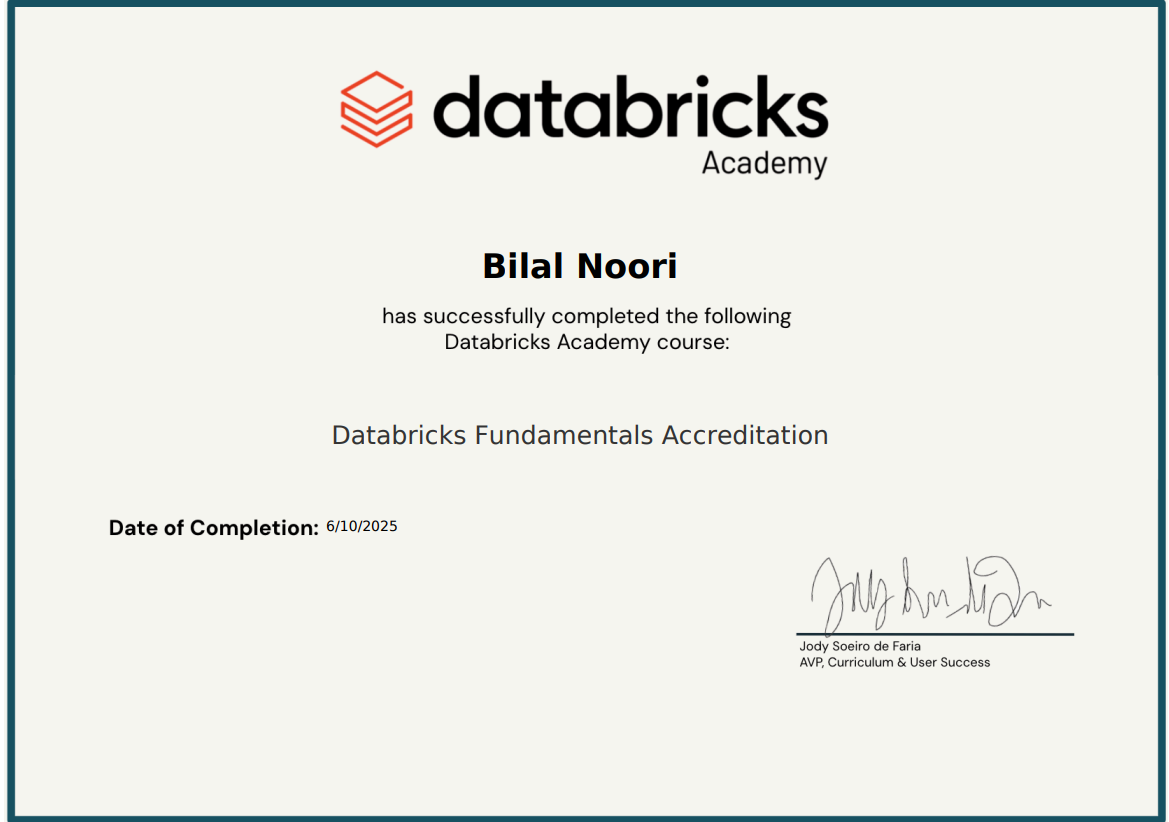 databricks
Academy
Bilal Noori
has successfully completed the following
Databricks Academy course:
Databricks Fundamentals Accreditation
Date of Completion: 6/10/2025
Jody Soeiro de Faria
AVP, Curriculum & User Success